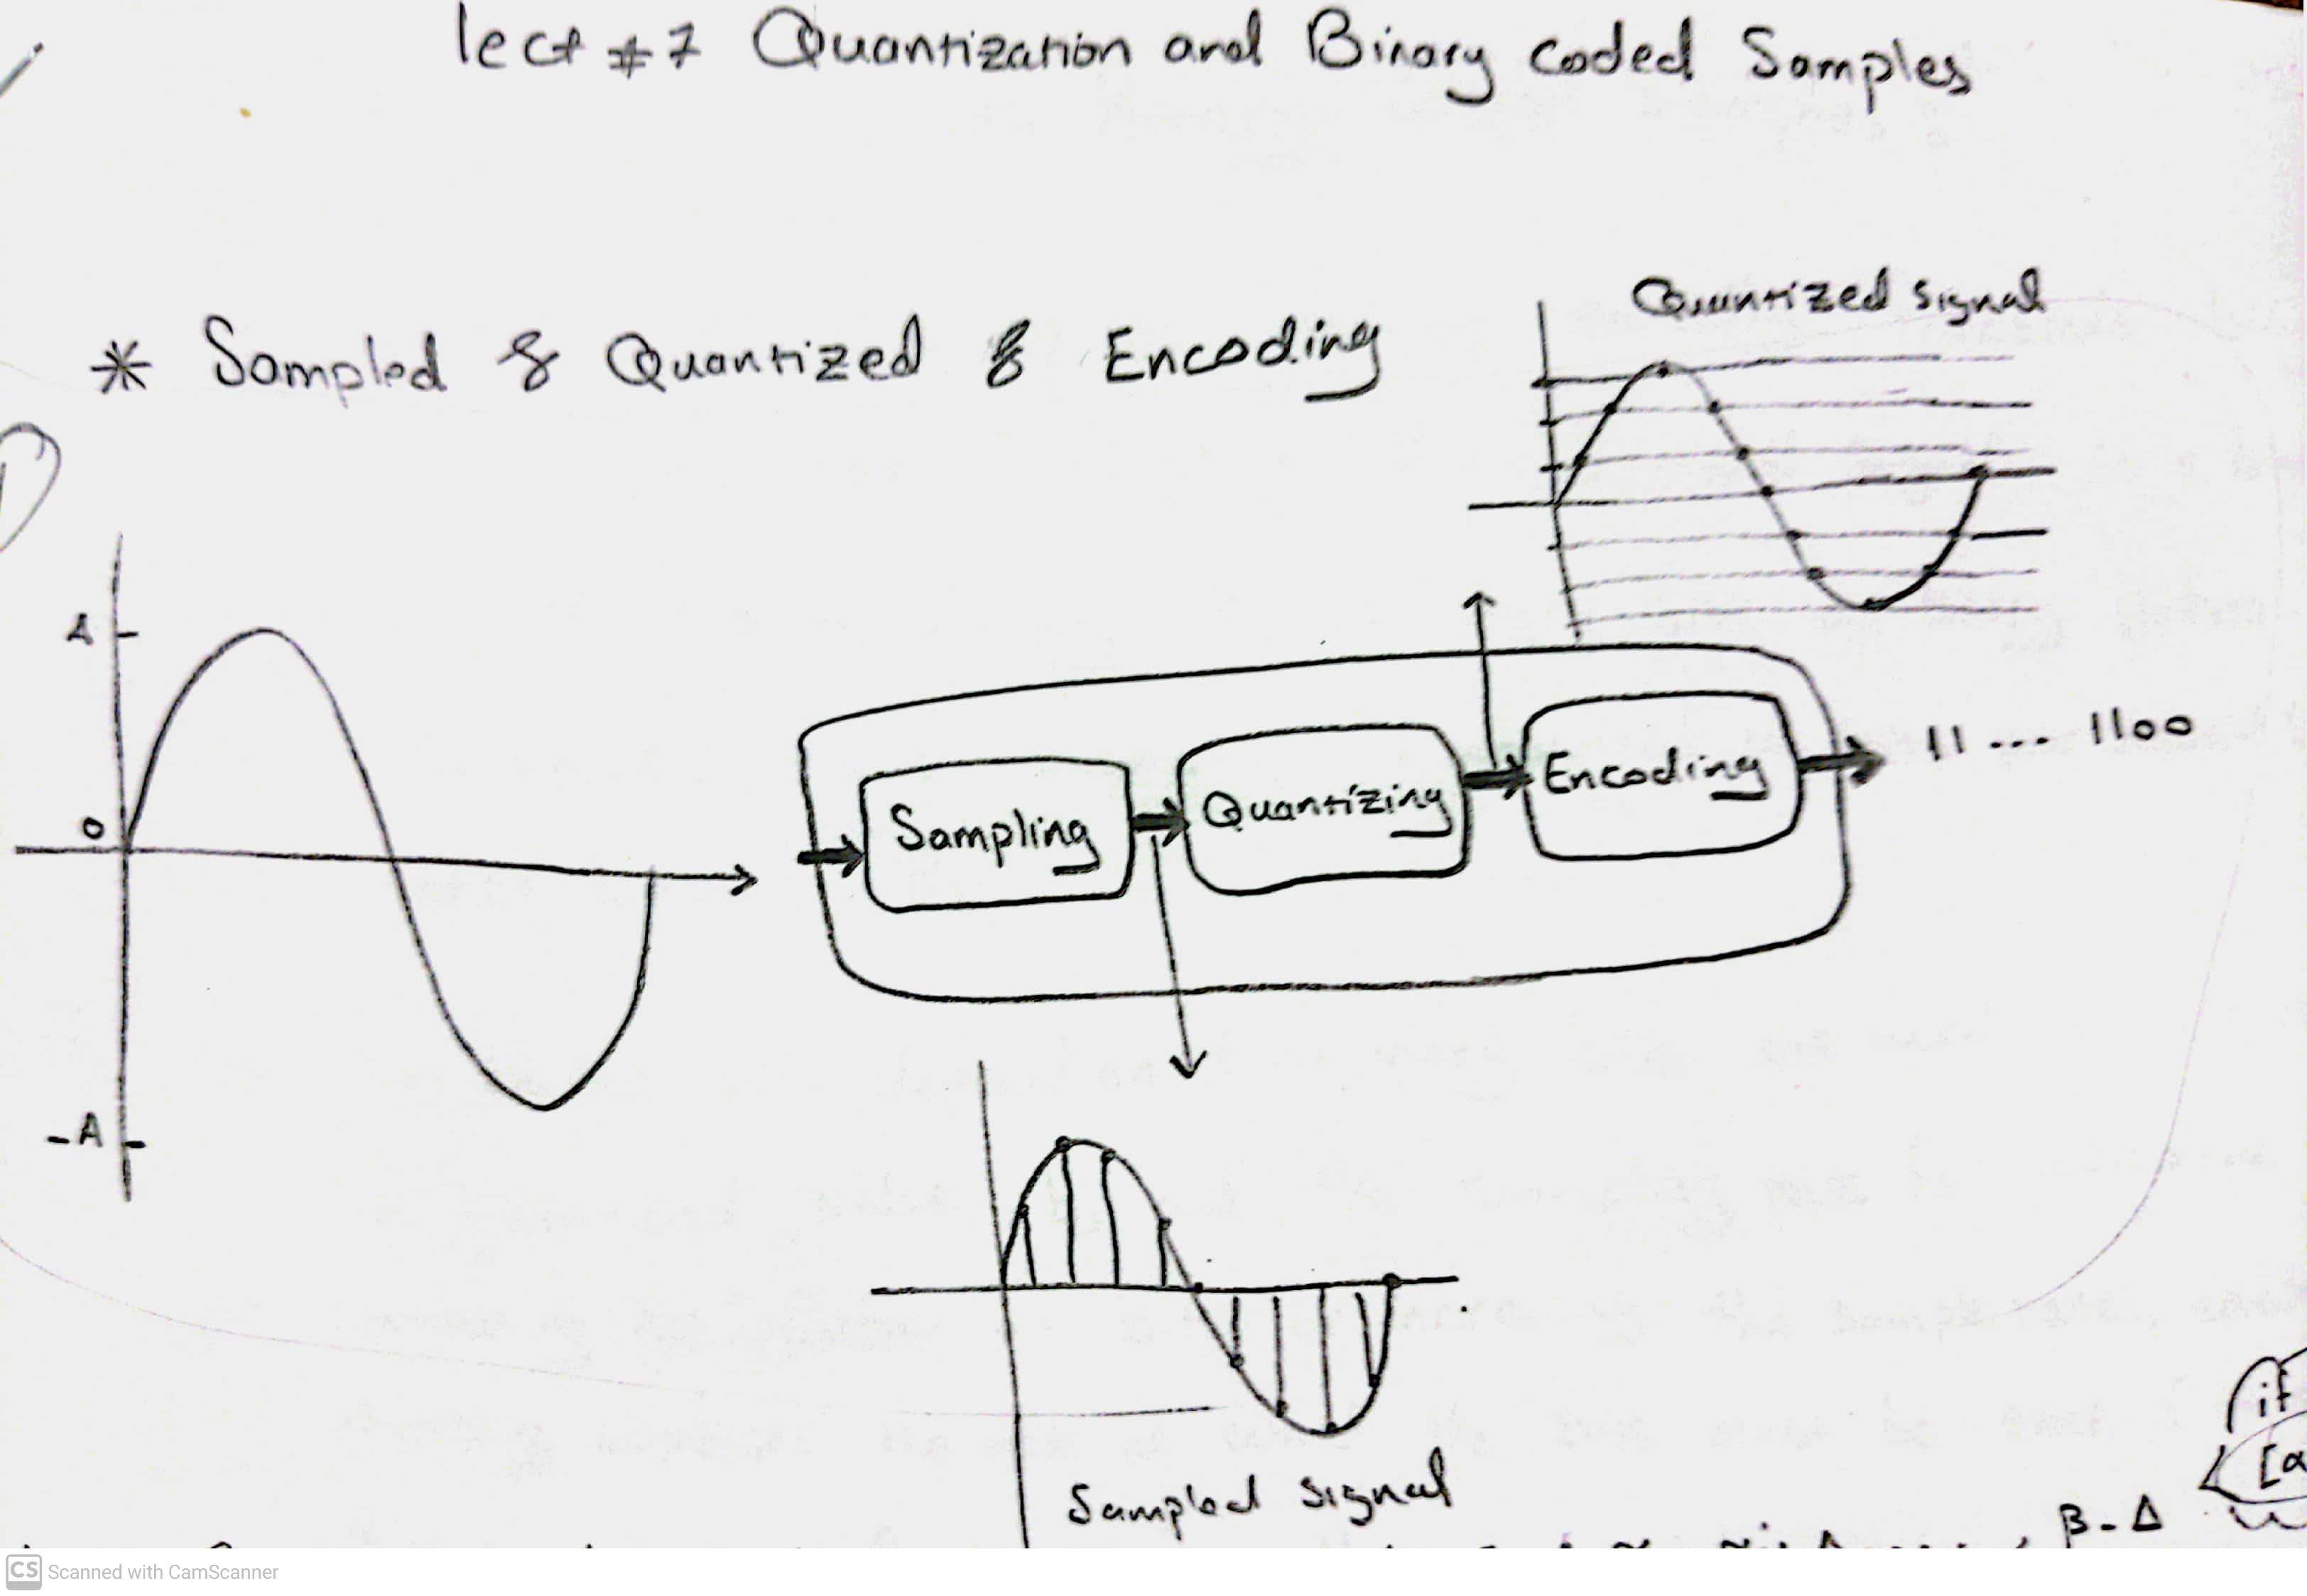 lect #7 Quantization and Binary coded Samples
Quantized signal
* Sampled & Quantized & Encoding
A
0
-A
Sampling
Quantizing
Encoding
11 ... 1100
Sampled signal
if
[a
B-Δ
CS Scanned with CamScanner